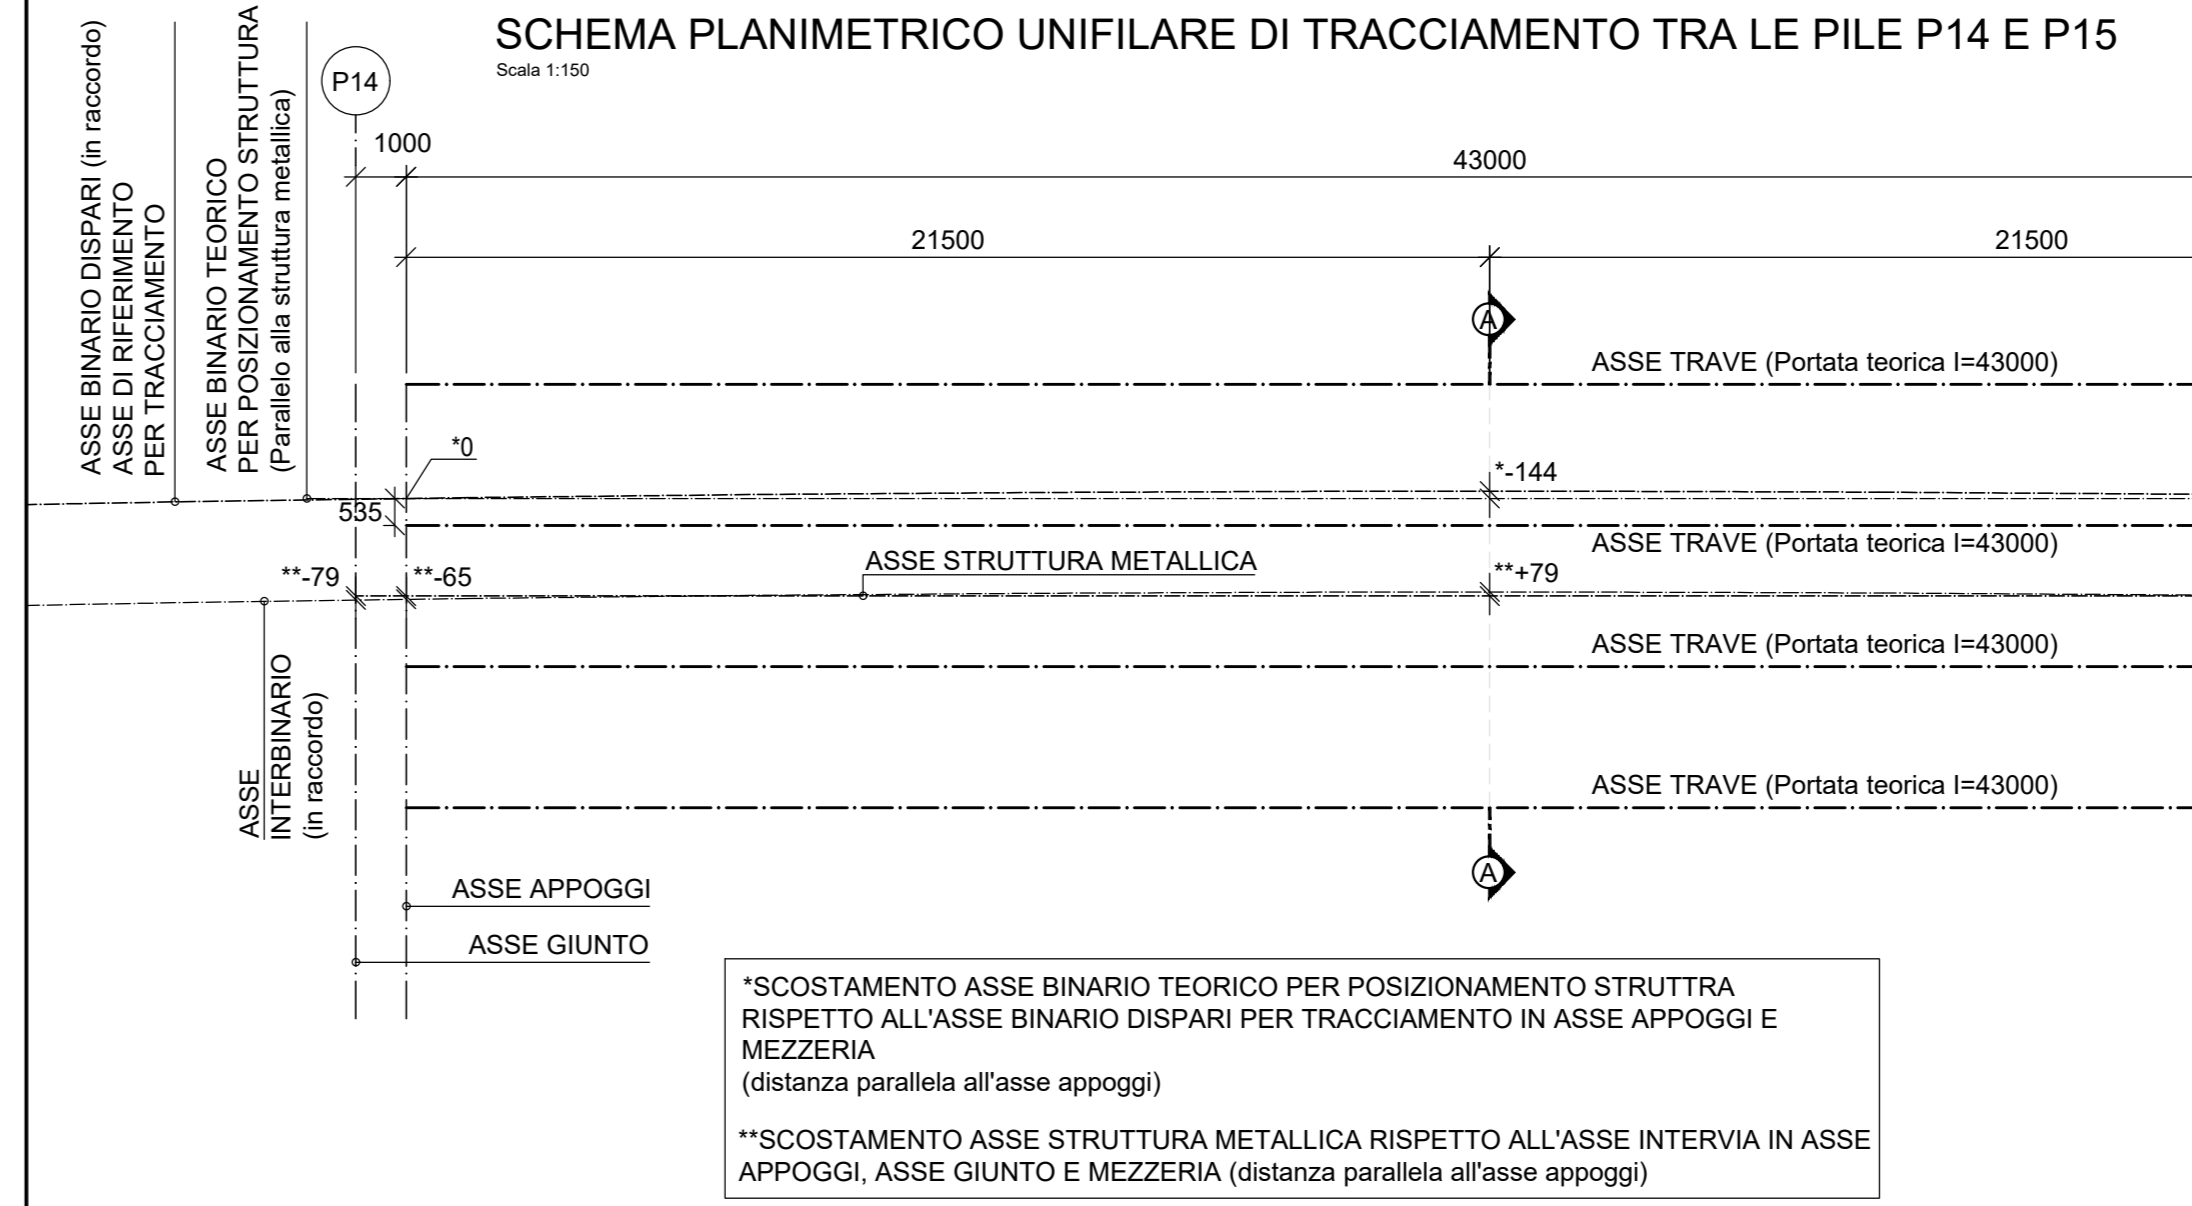 SCHEMA PLANIMETRICO UNIFILARE DI TRACCIAMENTO TRA LE PILE P14 E P15
Scala 1:150
ASSE BINARIO DISPARI (in raccordo)
ASSE DI RIFERIMENTO
PER TRACCIAMENTO
ASSE BINARIO TEORICO
PER POSIZIONAMENTO STRUTTURA
(Parallelo alla struttura metallica)
P14
1000
43000
21500
21500
A
ASSE TRAVE (Portata teorica l=43000)
*0
*-144
535
ASSE TRAVE (Portata teorica l=43000)
ASSE STRUTTURA METALLICA
**-79
**-65
**+79
ASSE TRAVE (Portata teorica l=43000)
ASSE
INTERBINARIO
(in raccordo)
ASSE TRAVE (Portata teorica l=43000)
A
ASSE APPOGGI
ASSE GIUNTO
*SCOSTAMENTO ASSE BINARIO TEORICO PER POSIZIONAMENTO STRUTTRA
RISPETTO ALL'ASSE BINARIO DISPARI PER TRACCIAMENTO IN ASSE APPOGGI E
MEZZERIA
(distanza parallela all'asse appoggi)
**SCOSTAMENTO ASSE STRUTTURA METALLICA RISPETTO ALL'ASSE INTERVIA IN ASSE
APPOGGI, ASSE GIUNTO E MEZZERIA (distanza parallela all'asse appoggi)